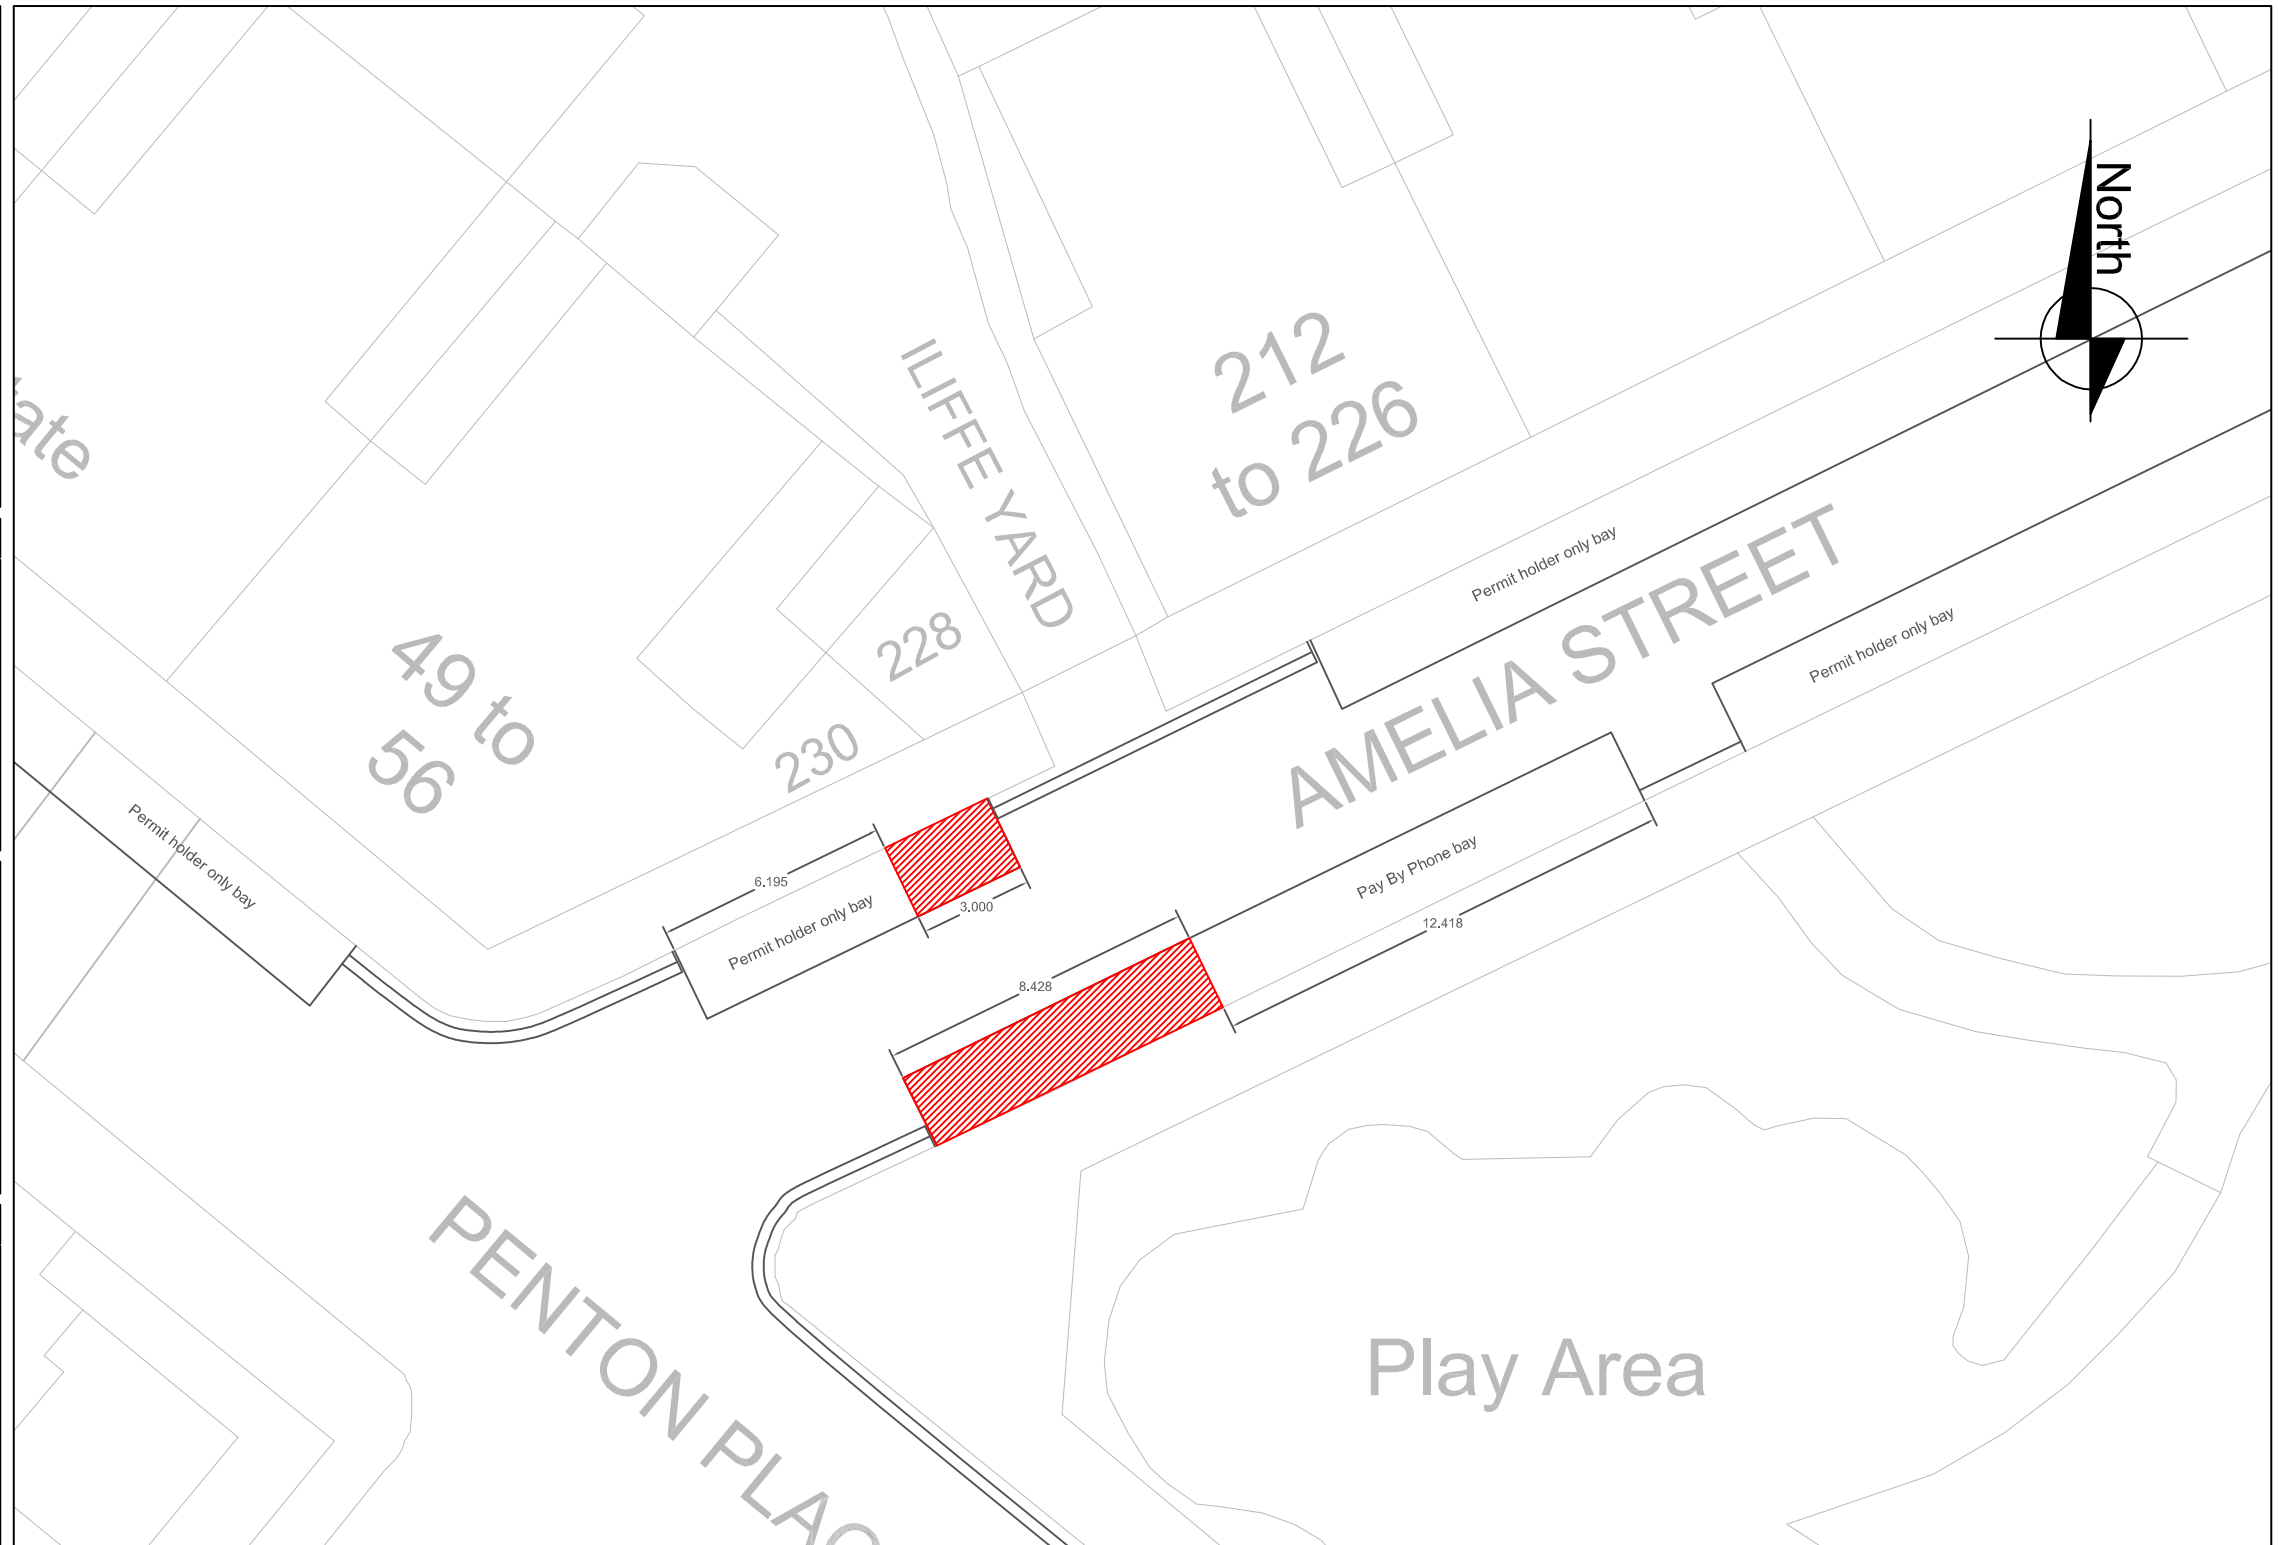 North
212
to 226
ILIFFE YARD
tate
Permit holder only bay
AMELIA STREET
Permit holder only bay
228
49 to
56
230
Permit holder only bay
6.195
Permit holder only bay
3.000
Pay By Phone bay
12.418
8.428
PENTON PLAC
Play Area